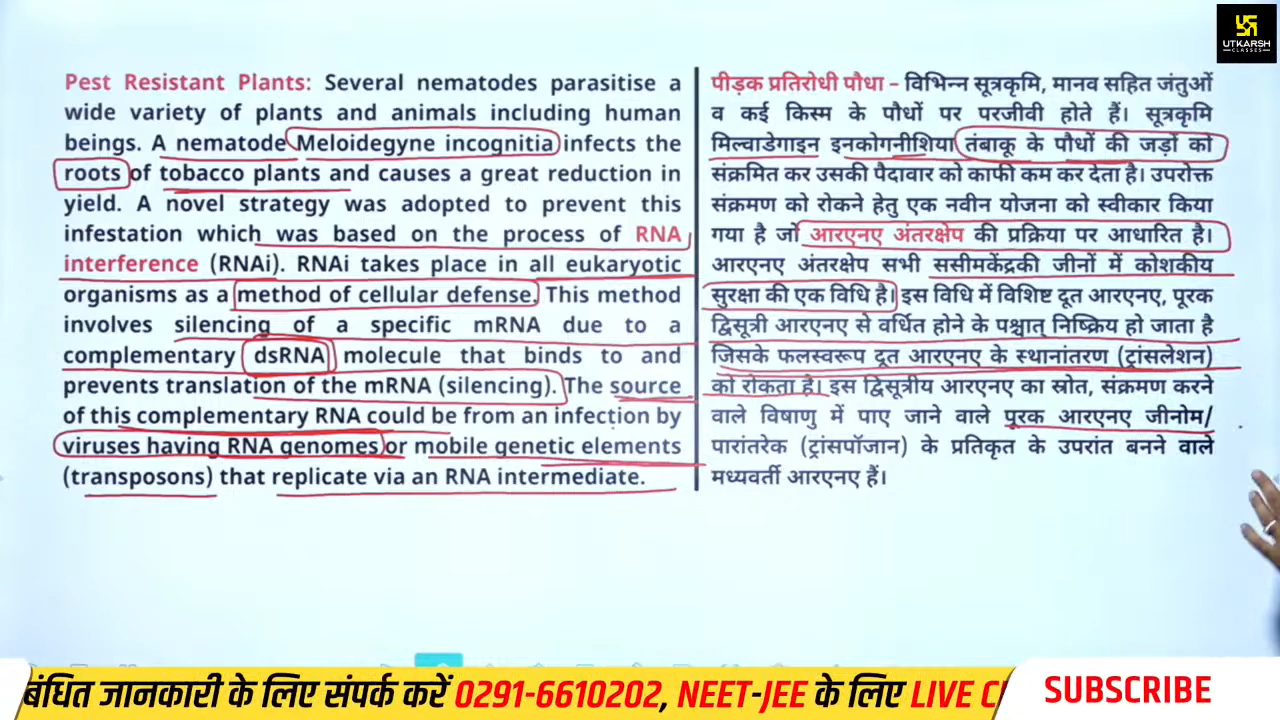 UTKARSH
CLASSES
Pest Resistant Plants: Several nematodes parasitise a
wide variety of plants and animals including human
beings. A nematode Meloidegyne incognitia infects the
roots of tobacco plants and causes a great reduction in
yield. A novel strategy was adopted to prevent this
infestation which was based on the process of RNA
interference (RNAi). RNAi takes place in all eukaryotic
organisms as a method of cellular defense. This method
involves silencing of a specific mRNA due to a
complementary dsRNA molecule that binds to and
prevents translation of the mRNA (silencing). The source
of this complementary RNA could be from an infection by
viruses having RNA genomes or mobile genetic elements
(transposons) that replicate via an RNA intermediate.
पीड़क प्रतिरोधी पौधा – विभिन्न सूत्रकृमि, मानव सहित जंतुओं
व कई किस्म के पौधों पर परजीवी होते हैं। सूत्रकृमि
मिल्वाडेगाइन इनकोगनीशिया तंबाकू के पौधों की जड़ों को
संक्रमित कर उसकी पैदावार को काफी कम कर देता है। उपरोक्त
संक्रमण को रोकने हेतु एक नवीन योजना को स्वीकार किया
गया है जो आरएनए अंतरक्षेप की प्रक्रिया पर आधारित है।
आरएनए अंतरक्षेप सभी ससीमकेंद्रकी जीनों में कोशकीय
सुरक्षा की एक विधि है। इस विधि में विशिष्ट दूत आरएनए, पूरक
द्विसूत्री आरएनए से वर्धित होने के पश्चात् निष्क्रिय हो जाता है
जिसके फलस्वरूप दूत आरएनए के स्थानांतरण (ट्रांसलेशन)
को रोकता है। इस द्विसूत्रीय आरएनए का स्रोत, संक्रमण करने
वाले विषाणु में पाए जाने वाले पूरक आरएनए जीनोम/
पारांतरेक (ट्रांसपॉजान) के प्रतिकृत के उपरांत बनने वाले
मध्यवर्ती आरएनए हैं।
बंधित जानकारी के लिए संपर्क करें 0291-6610202, NEET-JEE के लिए LIVE
SUBSCRIBE